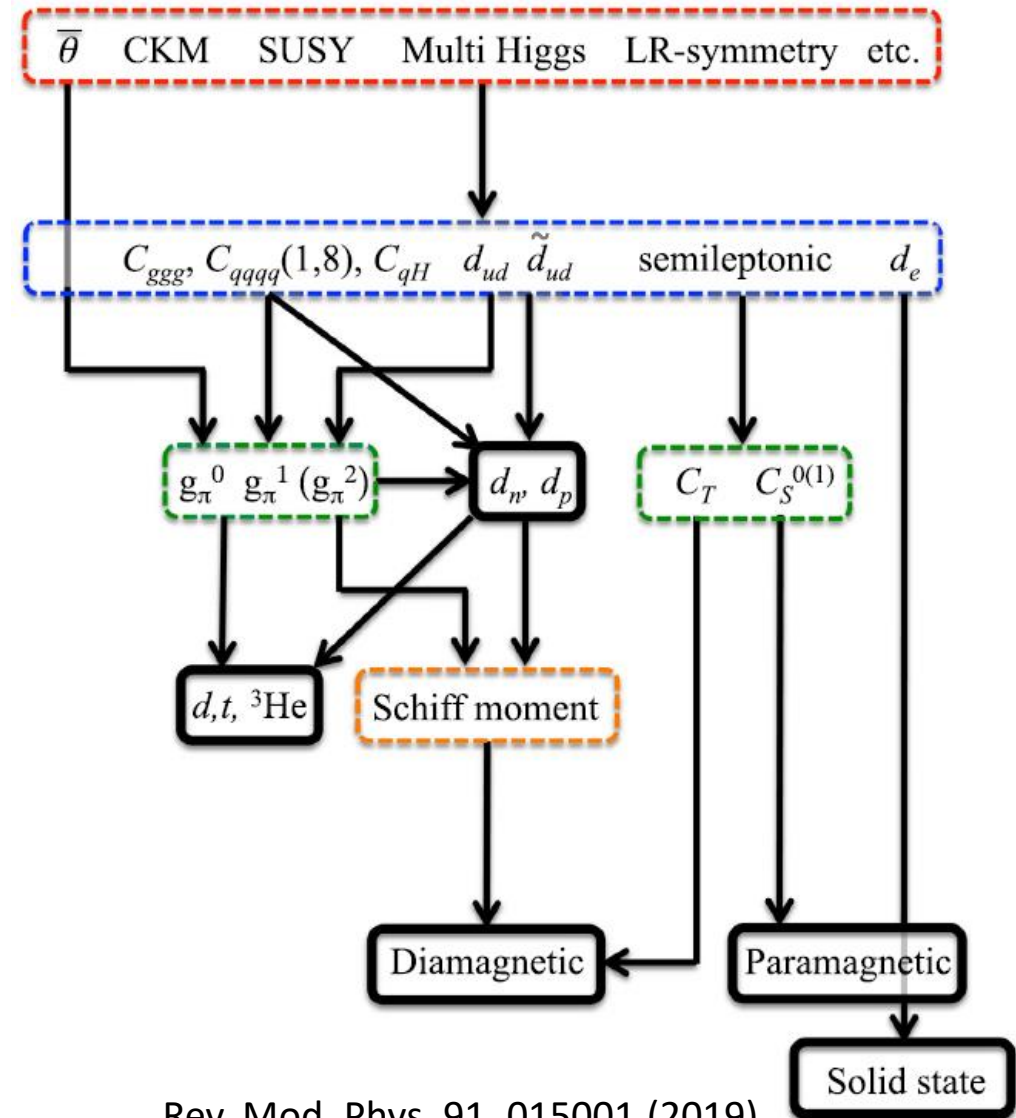 θ̅ CKM SUSY Multi Higgs LR-symmetry etc.
C_ggg, C_qqqq(1,8), C_qH d_ud d̃_ud semileptonic d_e
g_π^0 g_π^1 (g_π^2) d_n, d_p C_T C_S^0(1)
d,t, ³He Schiff moment
Diamagnetic Paramagnetic
Solid state
Rev. Mod. Phys. 91, 015001 (2019)